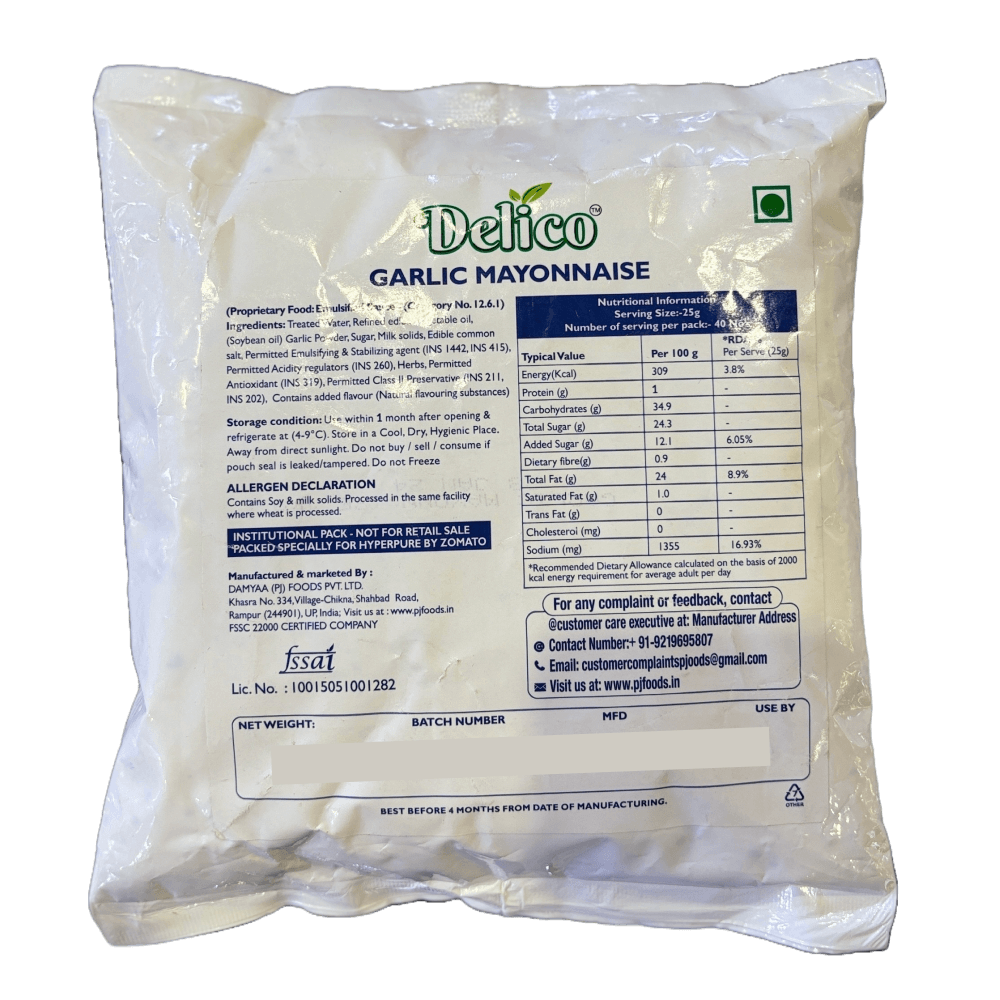 Delico™
GARLIC MAYONNAISE
(Proprietary Food: Emulsif Sauce - (Category No. 12.6.1)
Ingredients: Treated Water, Refined edible vegetable oil,
(Soybean oil) Garlic Powder, Sugar, Milk solids, Edible common
salt, Permitted Emulsifying & Stabilizing agent (INS 1442, INS 415),
Permitted Acidity regulators (INS 260), Herbs, Permitted
Antioxidant (INS 319), Permitted Class II Preservative (INS 211,
INS 202), Contains added flavour (Natural flavouring substances)
Storage condition: Use within 1 month after opening &
refrigerate at (4-9°C). Store in a Cool, Dry, Hygienic Place.
Away from direct sunlight. Do not buy / sell / consume if
pouch seal is leaked/tampered. Do not Freeze
ALLERGEN DECLARATION
Contains Soy & milk solids. Processed in the same facility
where wheat is processed.
INSTITUTIONAL PACK - NOT FOR RETAIL SALE
*PACKED SPECIALLY FOR HYPERPURE BY ZOMATO
Manufactured & marketed By :
DAMYAA (PJ) FOODS PVT. LTD.
Khasra No. 334, Village-Chikna, Shahbad Road,
Rampur (244901), UP, India; Visit us at : www.pjfoods.in
FSSC 22000 CERTIFIED COMPANY
fssai
Lic. No. : 10015051001282
Nutritional Information
Serving Size:-25g
Number of serving per pack:- 40
Typical Value Per 100 g *RDA Per Serve (25g)
Energy(Kcal) 309 3.8%
Protein (g) 1 -
Carbohydrates (g) 34.9 -
Total Sugar (g) 24.3 -
Added Sugar (g) 12.1 6.05%
Dietary fibre(g) 0.9 -
Total Fat (g) 24 8.9%
Saturated Fat (g) 1.0 -
Trans Fat (g) 0 -
Cholesterol (mg) 0 -
Sodium (mg) 1355 16.93%
*Recommended Dietary Allowance calculated on the basis of 2000
kcal energy requirement for average adult per day
For any complaint or feedback, contact
@customer care executive at: Manufacturer Address
Contact Number:+ 91-9219695807
Email: customercomplaintspjoods@gmail.com
Visit us at: www.pjfoods.in
NET WEIGHT: BATCH NUMBER MFD USE BY
BEST BEFORE 4 MONTHS FROM DATE OF MANUFACTURING.
7
OTHER